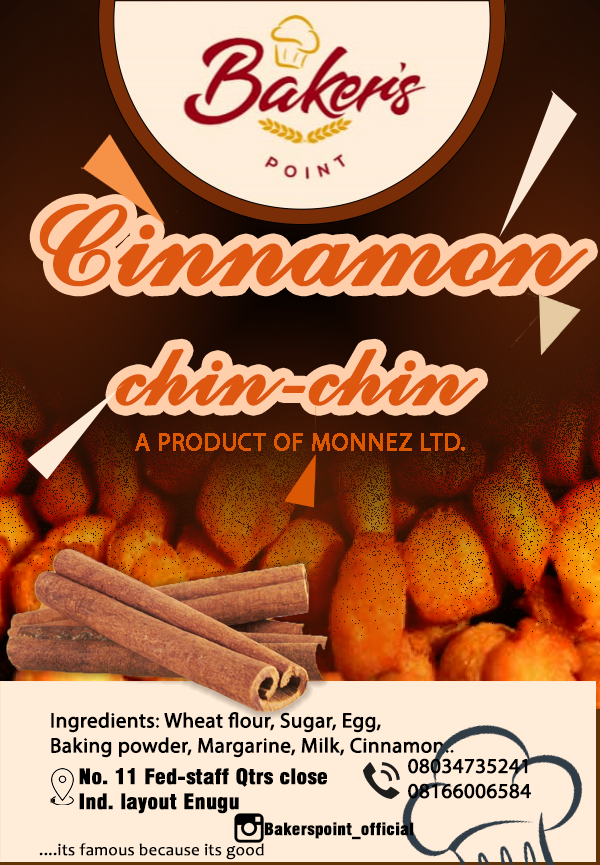 Baker's
POINT
Cinnamon
chin-chin
A PRODUCT OF MONNEZ LTD.
Ingredients: Wheat flour, Sugar, Egg,
Baking powder, Margarine, Milk, Cinnamon..
No. 11 Fed-staff Qtrs close
Ind. layout Enugu
08034735241
08166006584
Bakerspoint_official
....its famous because its good